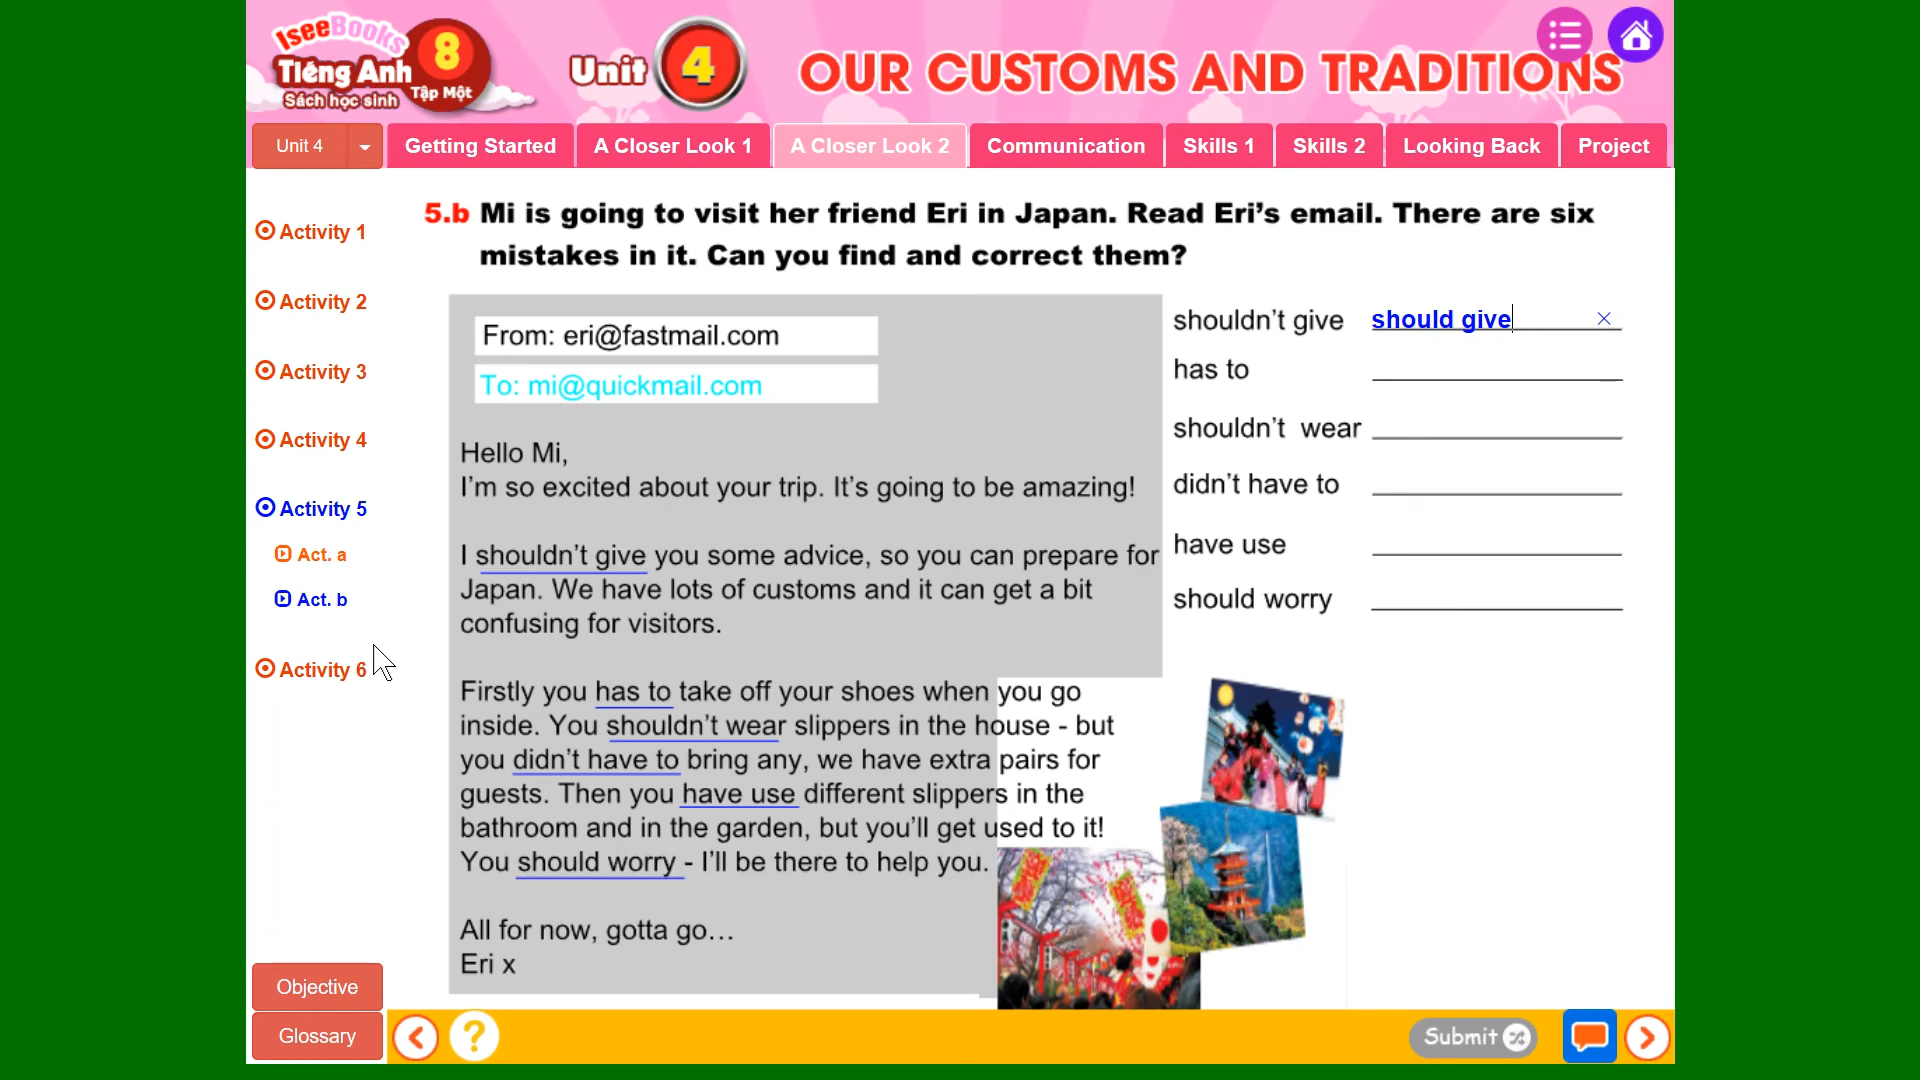 IseeBooks
Tiếng Anh 8
Sách học sinh Tập Một
Unit 4
OUR CUSTOMS AND TRADITIONS
Unit 4
Getting Started
A Closer Look 1
A Closer Look 2
Communication
Skills 1
Skills 2
Looking Back
Project
Activity 1
Activity 2
Activity 3
Activity 4
Activity 5
Act. a
Act. b
Activity 6
Objective
Glossary
5.b Mi is going to visit her friend Eri in Japan. Read Eri's email. There are six
mistakes in it. Can you find and correct them?
From: eri@fastmail.com
To: mi@quickmail.com
Hello Mi,
I'm so excited about your trip. It's going to be amazing!
I shouldn't give you some advice, so you can prepare for
Japan. We have lots of customs and it can get a bit
confusing for visitors.
Firstly you has to take off your shoes when you go
inside. You shouldn't wear slippers in the house - but
you didn't have to bring any, we have extra pairs for
guests. Then you have use different slippers in the
bathroom and in the garden, but you'll get used to it!
You should worry - I'll be there to help you.
All for now, gotta go...
Eri x
shouldn't give should give
has to
shouldn't wear
didn't have to
have use
should worry
?
Submit